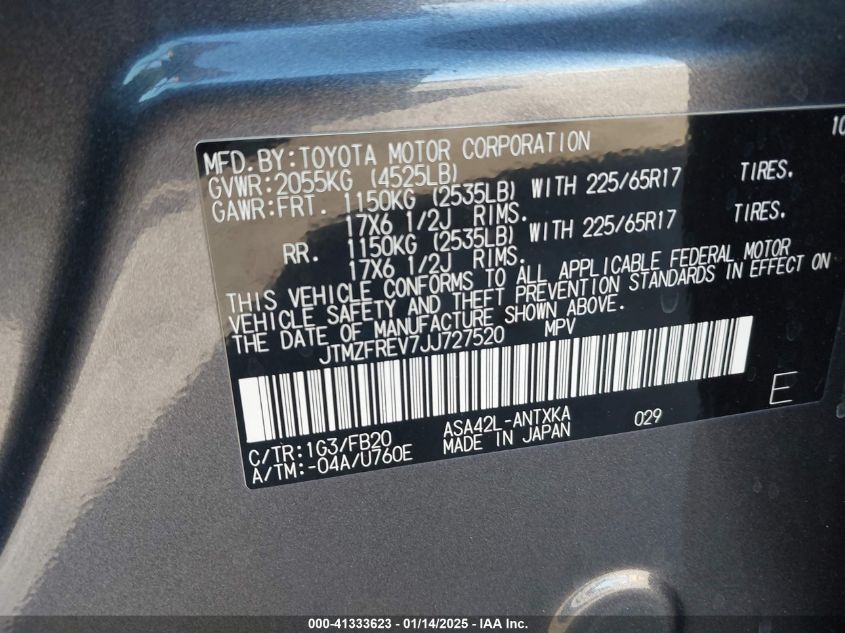 10
MFD.BY:TOYOTA MOTOR CORPORATION
GVWR:2055KG (4525LB)
GAWR:FRT. 1150KG (2535LB) WITH 225/65R17 TIRES.
17X6 1/2J RIMS.
RR. 1150KG (2535LB) WITH 225/65R17 TIRES.
17X6 1/2J RIMS.
THIS VEHICLE CONFORMS TO ALL APPLICABLE FEDERAL MOTOR
VEHICLE SAFETY AND THEFT PREVENTION STANDARDS IN EFFECT ON
THE DATE OF MANUFACTURE SHOWN ABOVE.
JTMZFREV7JJ727520 MPV
E
C/TR:1G3/FB20 ASA42L-ANTXKA 029
A/TM:-04A/U760E MADE IN JAPAN
000-41333623 / 01/14/2025 - IAA Inc.